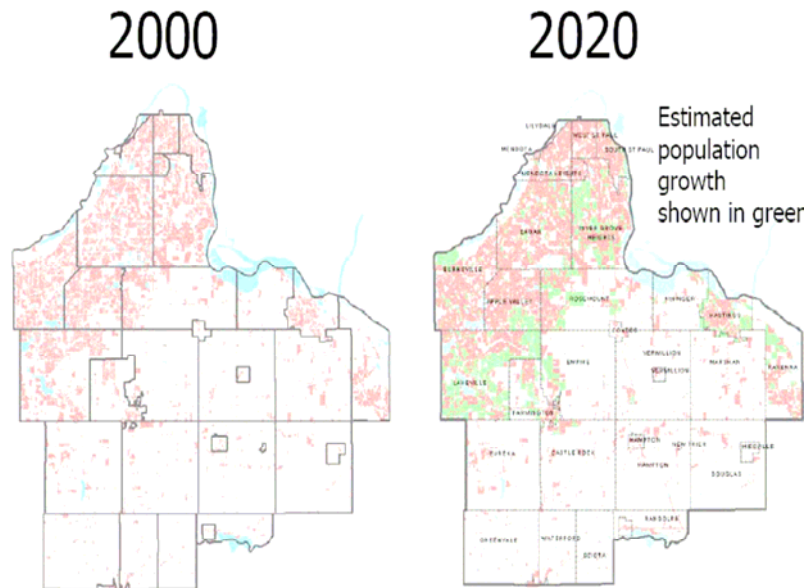 2000
2020
Estimated
population
growth
shown in green
LILYDALE
WEST ST PAUL
MENDOTA
SOUTH ST PAUL
MENDOTA HEIGHTS
EAGAN
INVER GROVE
HEIGHTS
BURNSVILLE
APPLE VALLEY
ROSEMOUNT
NININGER
HASTINGS
COATES
EMPIRE
VERMILLION
MARSHAN
VERMILLION
RAVENNA
LAKEVILLE
FARMINGTON
EUREKA
CASTLE ROCK
HAMPTON
NEW TRIER
MIESVILLE
HAMPTON
DOUGLAS
RANDOLPH
GREENVALE
WATERFORD
SCIOTA